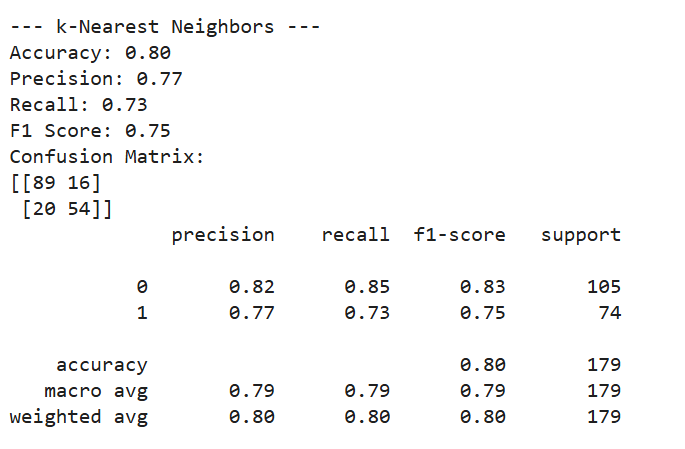 --- k-Nearest Neighbors ---
Accuracy: 0.80
Precision: 0.77
Recall: 0.73
F1 Score: 0.75
Confusion Matrix:
[[89 16]
 [20 54]]
              precision    recall  f1-score   support

           0       0.82      0.85      0.83       105
           1       0.77      0.73      0.75        74

    accuracy                           0.80       179
   macro avg       0.79      0.79      0.79       179
weighted avg       0.80      0.80      0.80       179